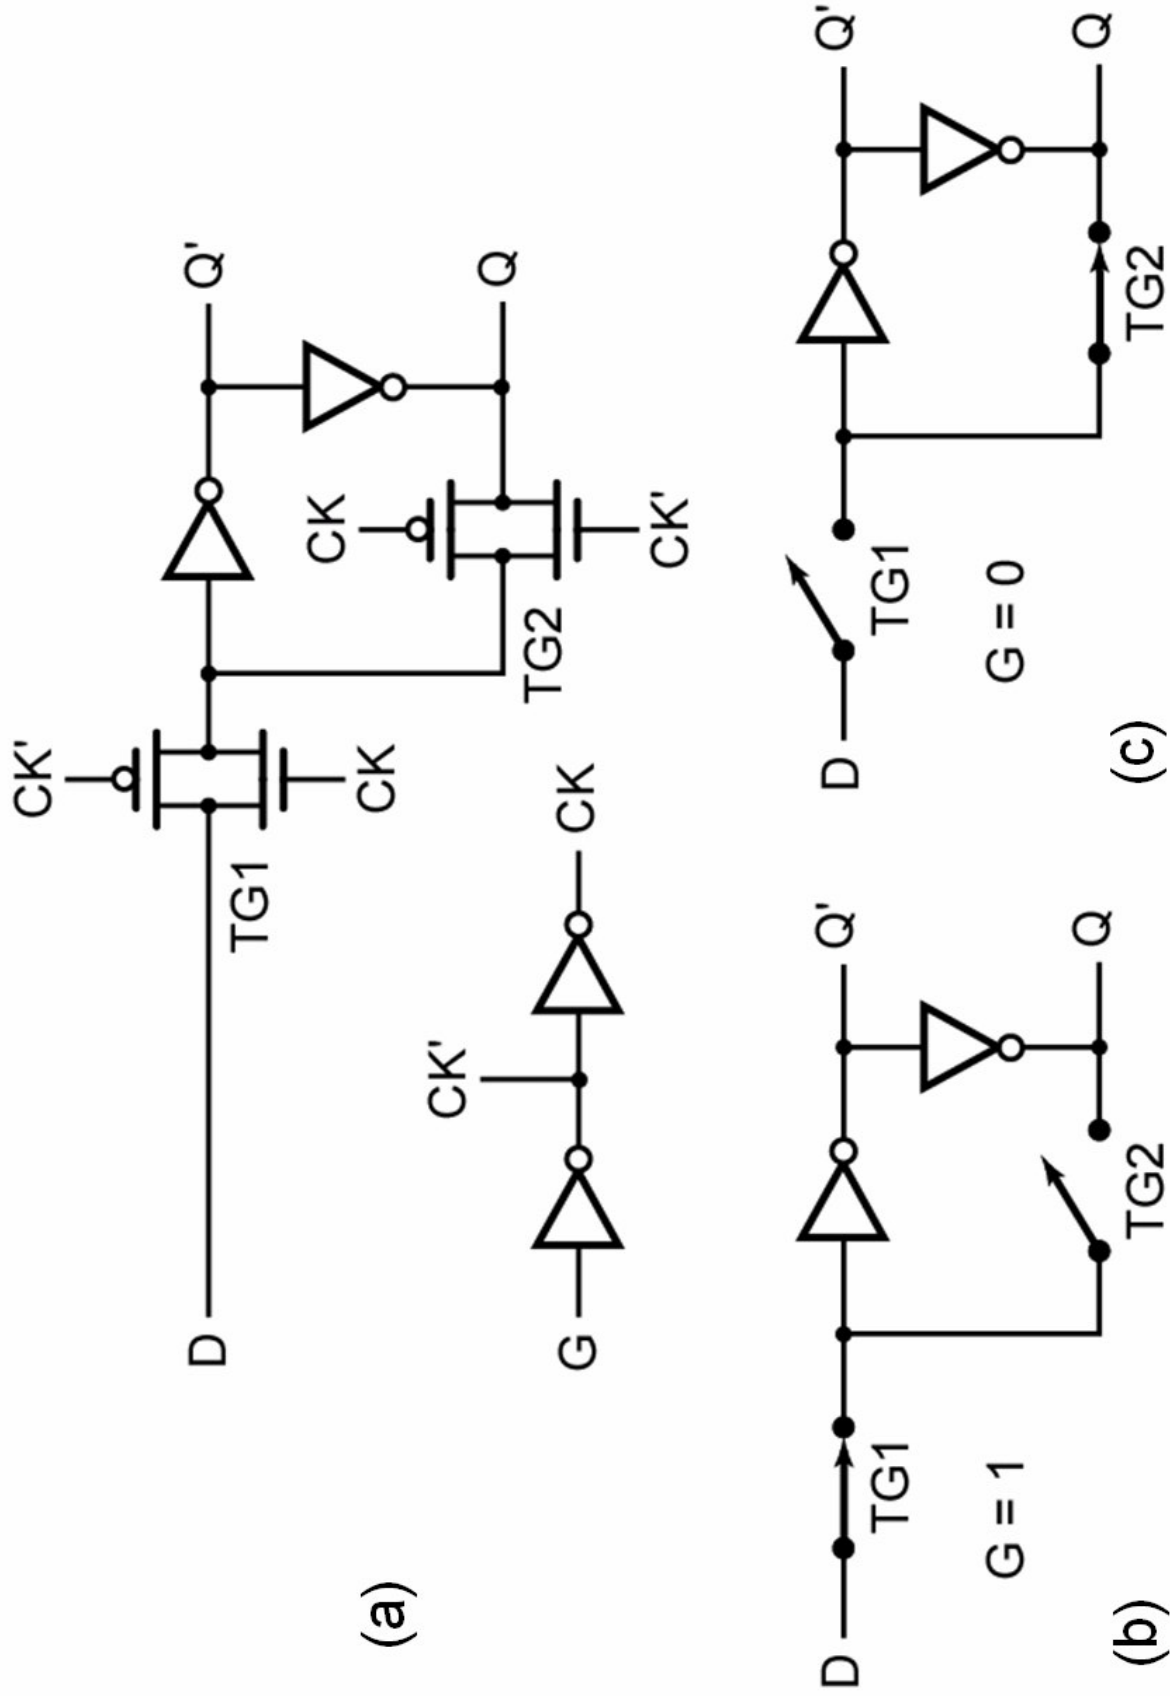 CK'
Q'
D
TG1
CK
CK
Q
TG2
CK'
CK'
G
CK
(a)
D
TG1
Q'
G = 1
TG2
Q
(b)
D
TG1
Q'
G = 0
TG2
Q
(c)